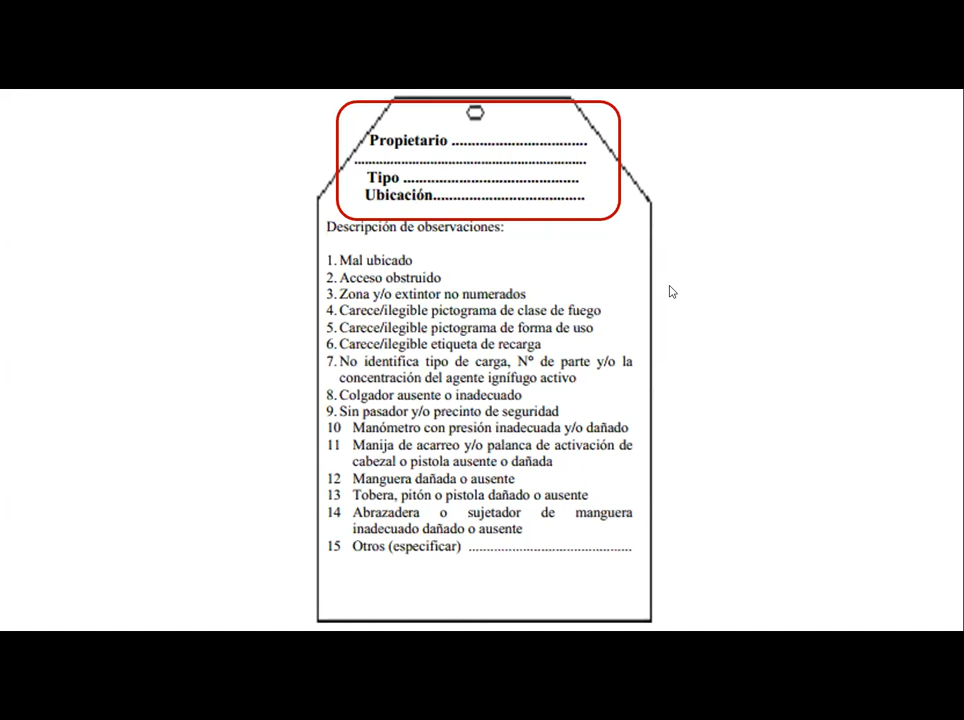 Propietario ..................................
..........................................................
Tipo ............................................
Ubicación......................................
Descripción de observaciones:
1. Mal ubicado
2. Acceso obstruido
3. Zona y/o extintor no numerados
4. Carece/ilegible pictograma de clase de fuego
5. Carece/ilegible pictograma de forma de uso
6. Carece/ilegible etiqueta de recarga
7. No identifica tipo de carga, N° de parte y/o la
concentración del agente ignífugo activo
8. Colgador ausente o inadecuado
9. Sin pasador y/o precinto de seguridad
10 Manómetro con presión inadecuada y/o dañado
11 Manija de acarreo y/o palanca de activación de
cabezal o pistola ausente o dañada
12 Manguera dañada o ausente
13 Tobera, pitón o pistola dañado o ausente
14 Abrazadera o sujetador de manguera
inadecuado dañado o ausente
15 Otros (especificar) .............................................